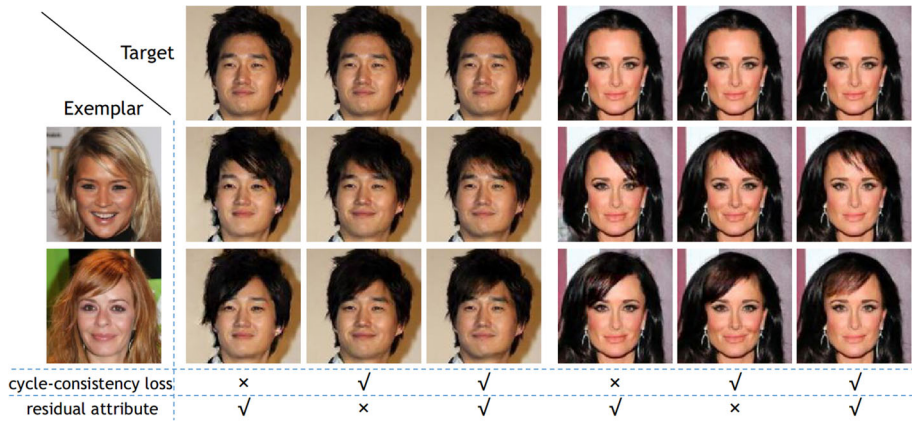 Target
Exemplar
cycle-consistency loss × √ √ × √ √
residual attribute √ × √ √ × √